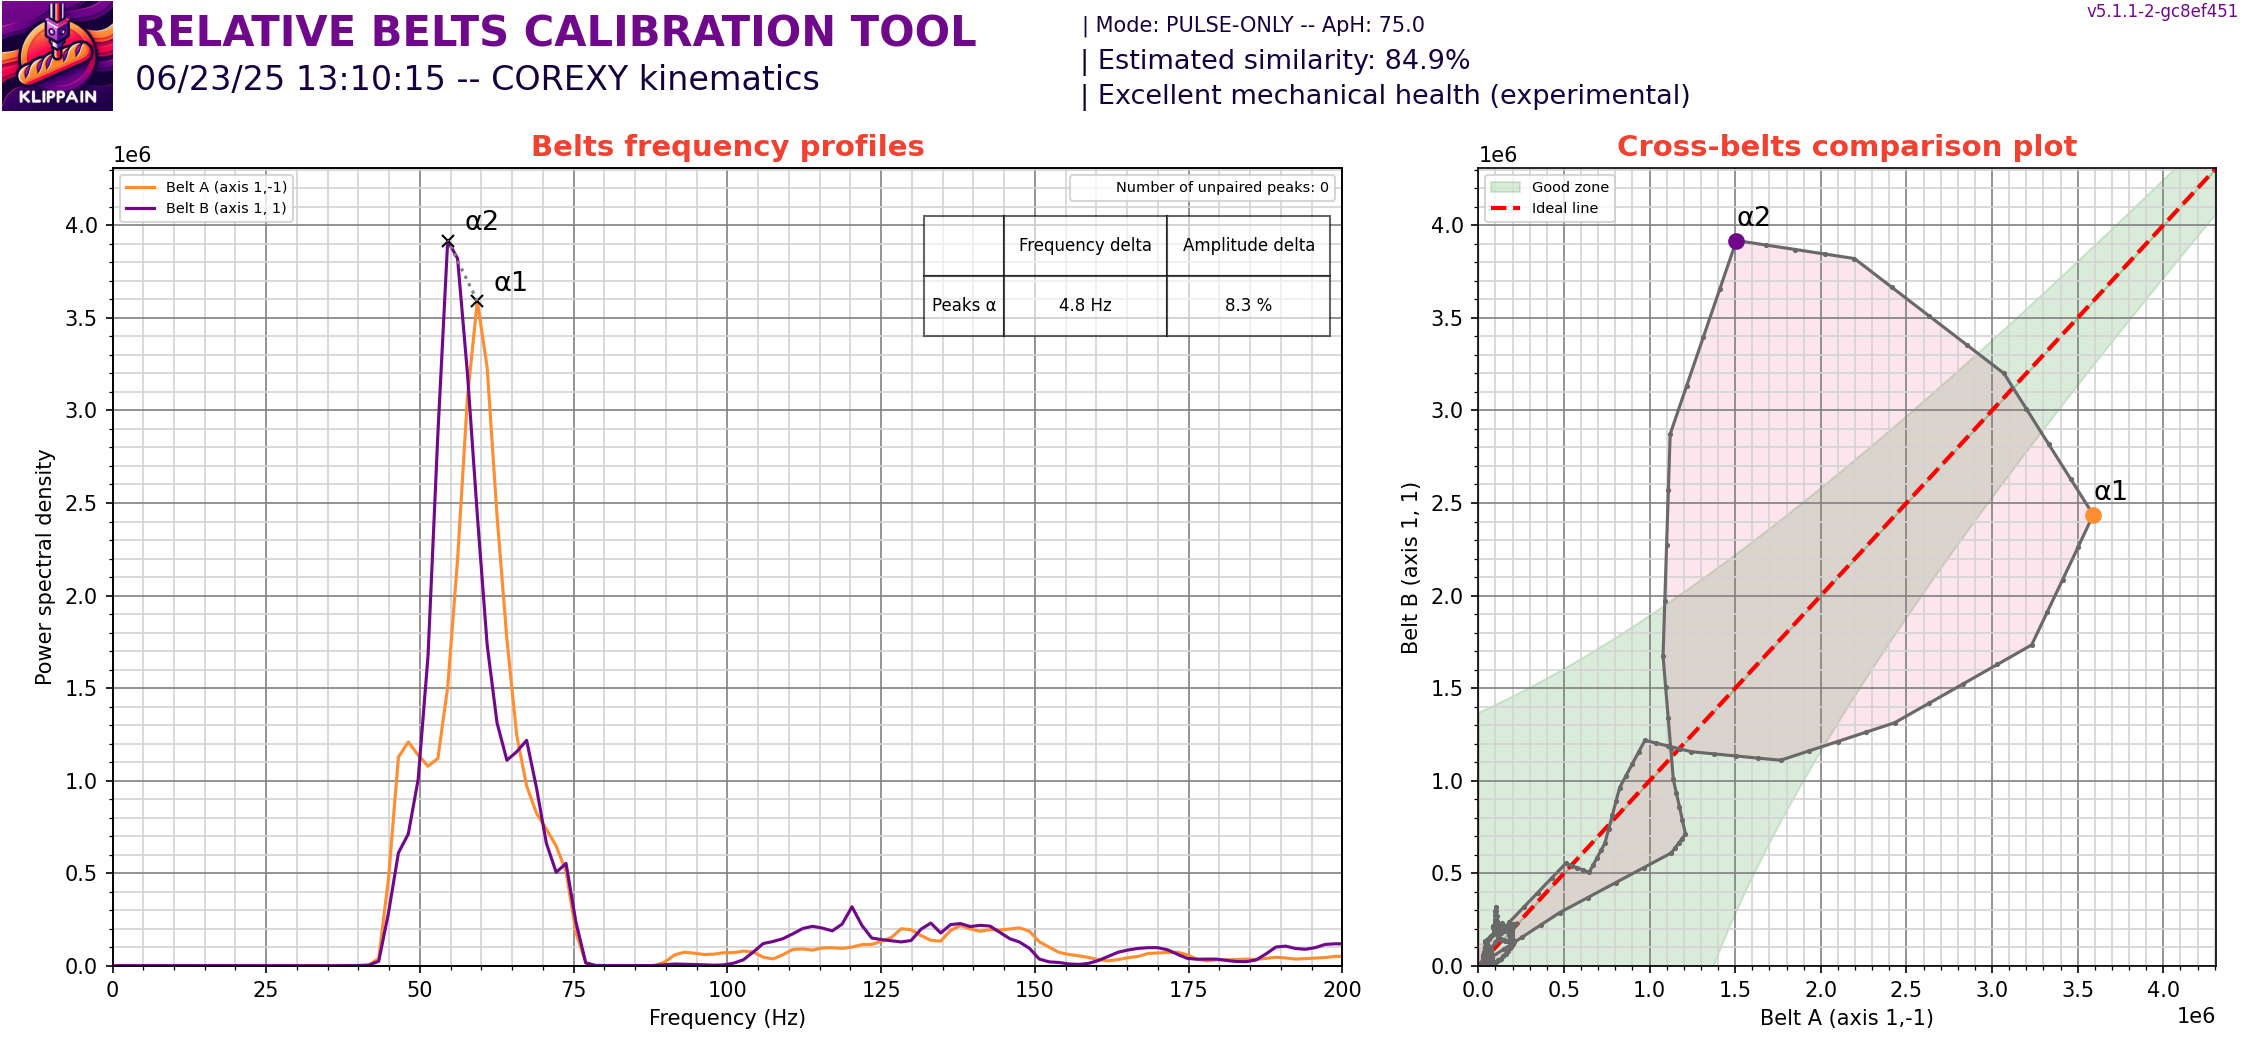 KLIPPAIN
RELATIVE BELTS CALIBRATION TOOL
06/23/25 13:10:15 -- COREXY kinematics
| Mode: PULSE-ONLY -- ApH: 75.0
| Estimated similarity: 84.9%
| Excellent mechanical health (experimental)
v5.1.1-2-gc8ef451
Belts frequency profiles
1e6
Belt A (axis 1,-1)
Belt B (axis 1, 1)
Number of unpaired peaks: 0
Frequency delta Amplitude delta
Peaks α 4.8 Hz 8.3 %
α2
α1
4.0
3.5
3.0
2.5
2.0
1.5
1.0
0.5
0.0
Power spectral density
0 25 50 75 100 125 150 175 200
Frequency (Hz)
Cross-belts comparison plot
1e6
Good zone
Ideal line
α2
α1
4.0
3.5
3.0
2.5
2.0
1.5
1.0
0.5
0.0
Belt B (axis 1, 1)
0.0 0.5 1.0 1.5 2.0 2.5 3.0 3.5 4.0
Belt A (axis 1,-1)
1e6